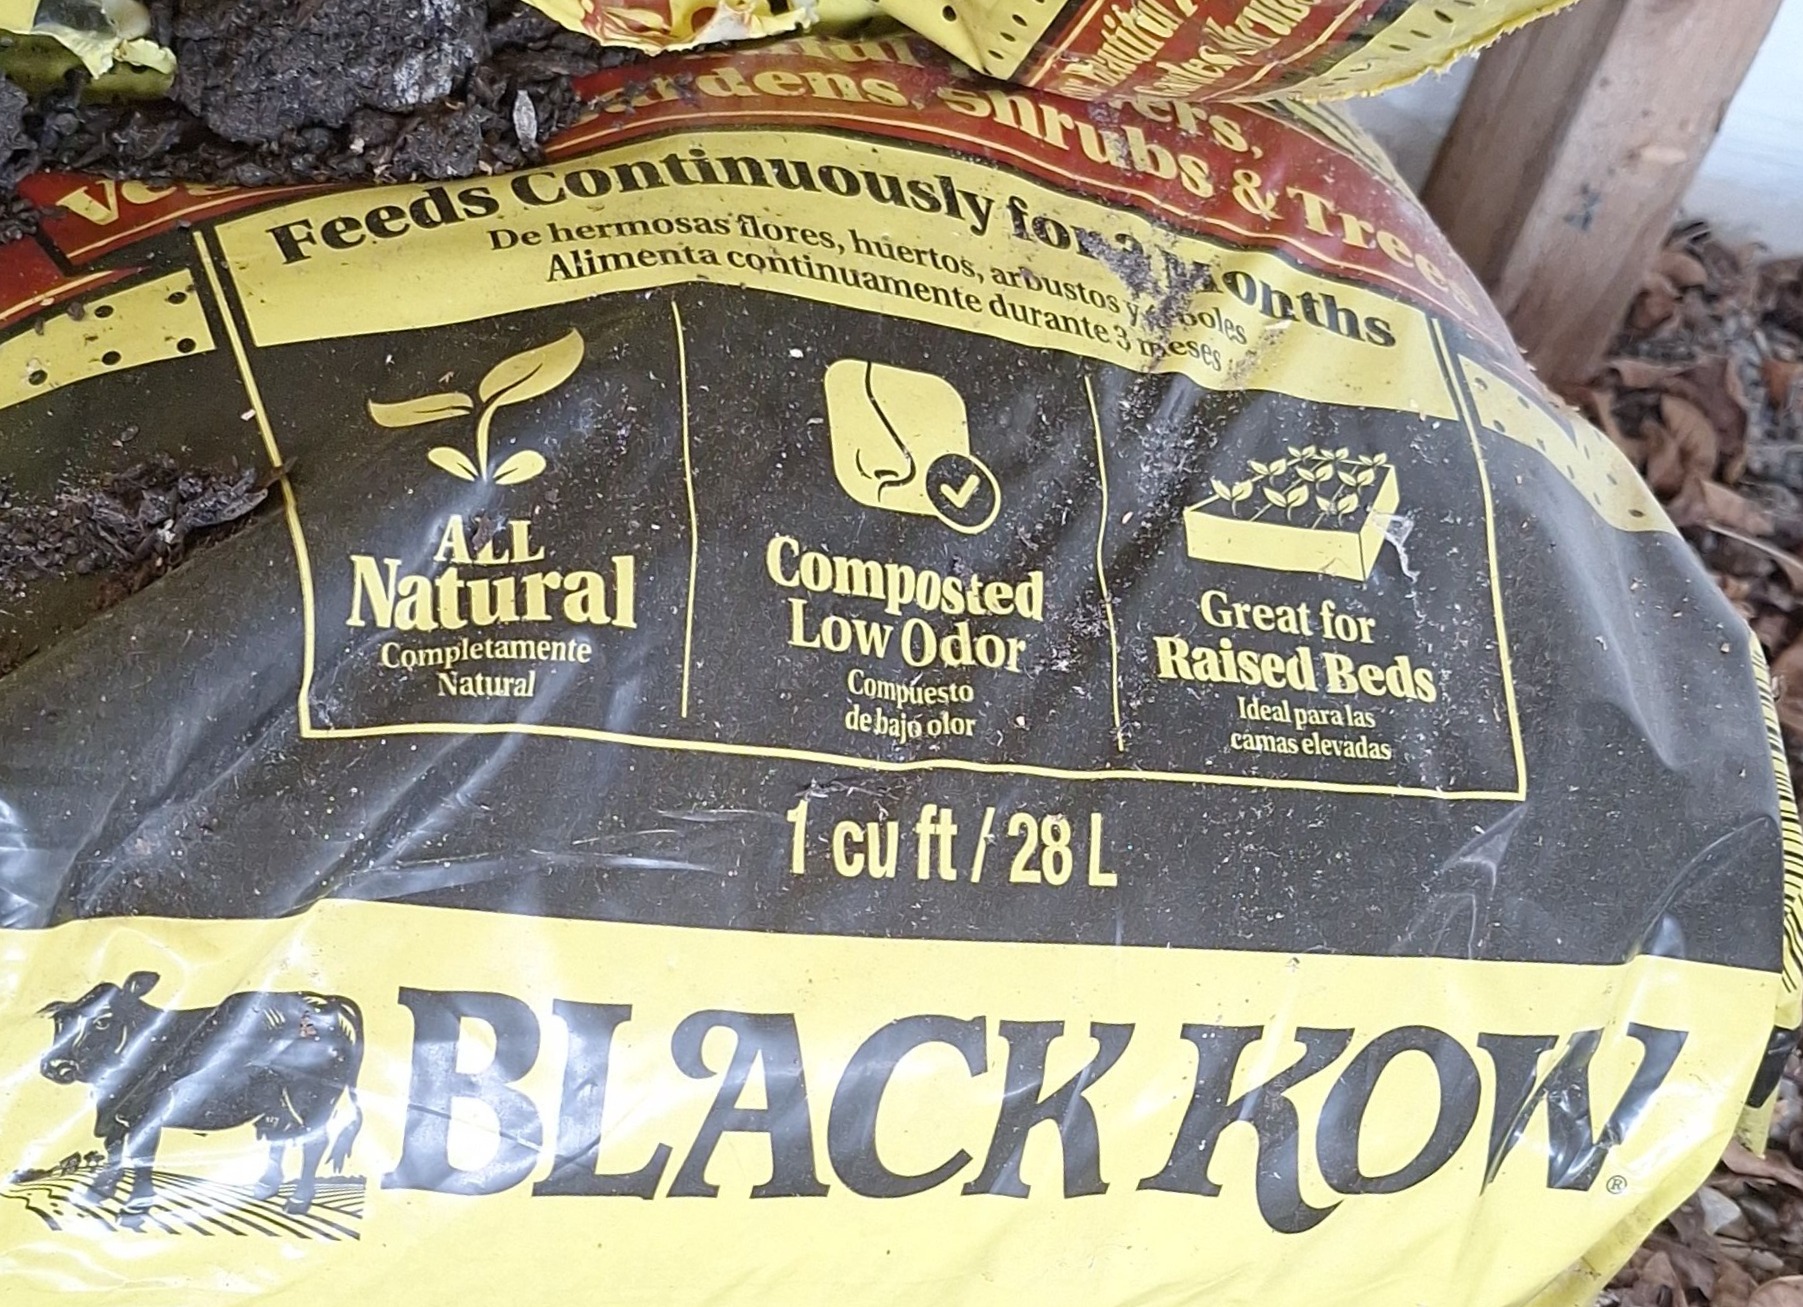 Shrubs & Trees
Feeds Continuously for 3 Months
De hermosas flores, huertos, arbustos y
Alimenta continuamente durante 3 meses
ALL
Natural
Completamente
Natural
Composted
Low Odor
Compuesto
de bajo olor
Great for
Raised Beds
Ideal para las
camas elevadas
1 cu ft / 28 L
BLACK KOW®